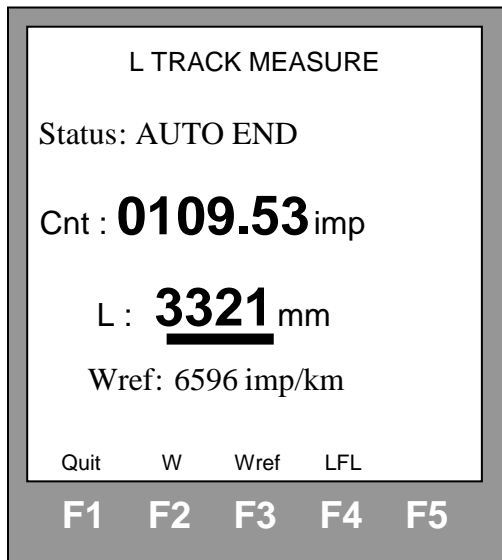 L TRACK MEASURE
Status: AUTO END
Cnt : 0109.53 imp
L : 3321 mm
Wref: 6596 imp/km
Quit W Wref LFL
F1 F2 F3 F4 F5